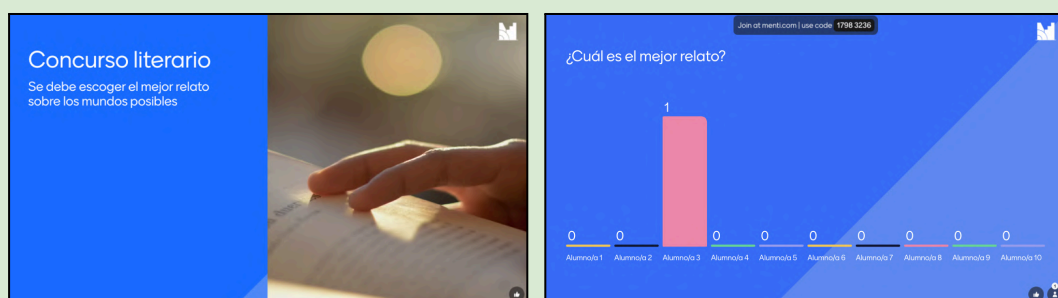 Concurso literario
Se debe escoger el mejor relato
sobre los mundos posibles
Join at menti.com | use code 1798 3236
¿Cuál es el mejor relato?
1
0 0 0 0 0 0 0 0 0
Alumno/a 1 Alumno/a 2 Alumno/a 3 Alumno/a 4 Alumno/a 5 Alumno/a 6 Alumno/a 7 Alumno/a 8 Alumno/a 9 Alumno/a 10